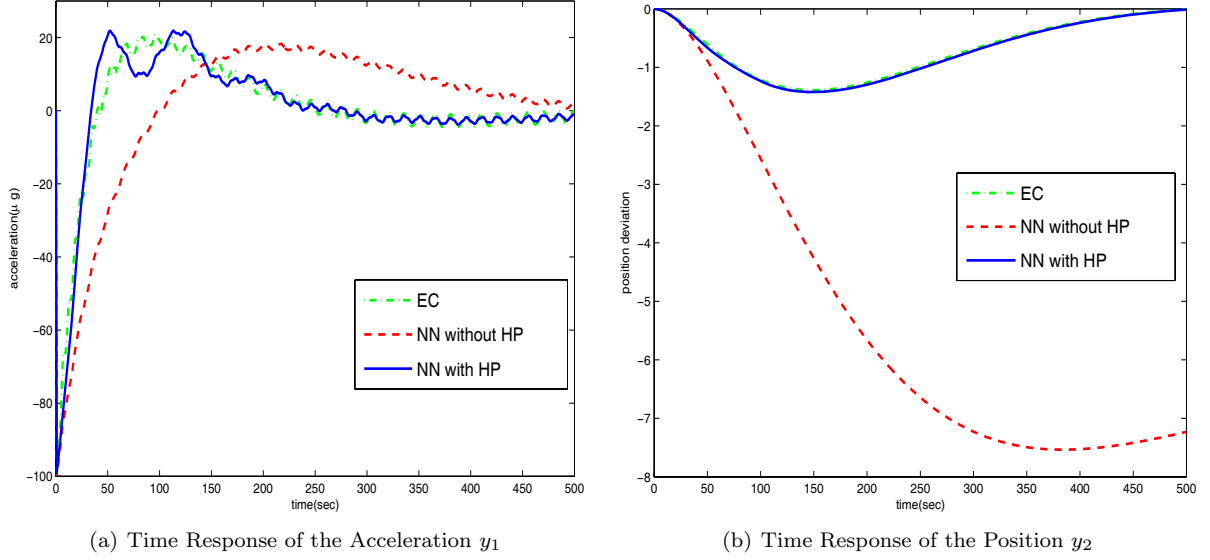 20
0
−20
−40
−60
−80
−100
acceleration(μ g)
0 50 100 150 200 250 300 350 400 450 500
time(sec)
EC
NN without HP
NN with HP
(a) Time Response of the Acceleration y1
0
−1
−2
−3
−4
−5
−6
−7
−8
position deviation
0 50 100 150 200 250 300 350 400 450 500
time(sec)
EC
NN without HP
NN with HP
(b) Time Response of the Position y2